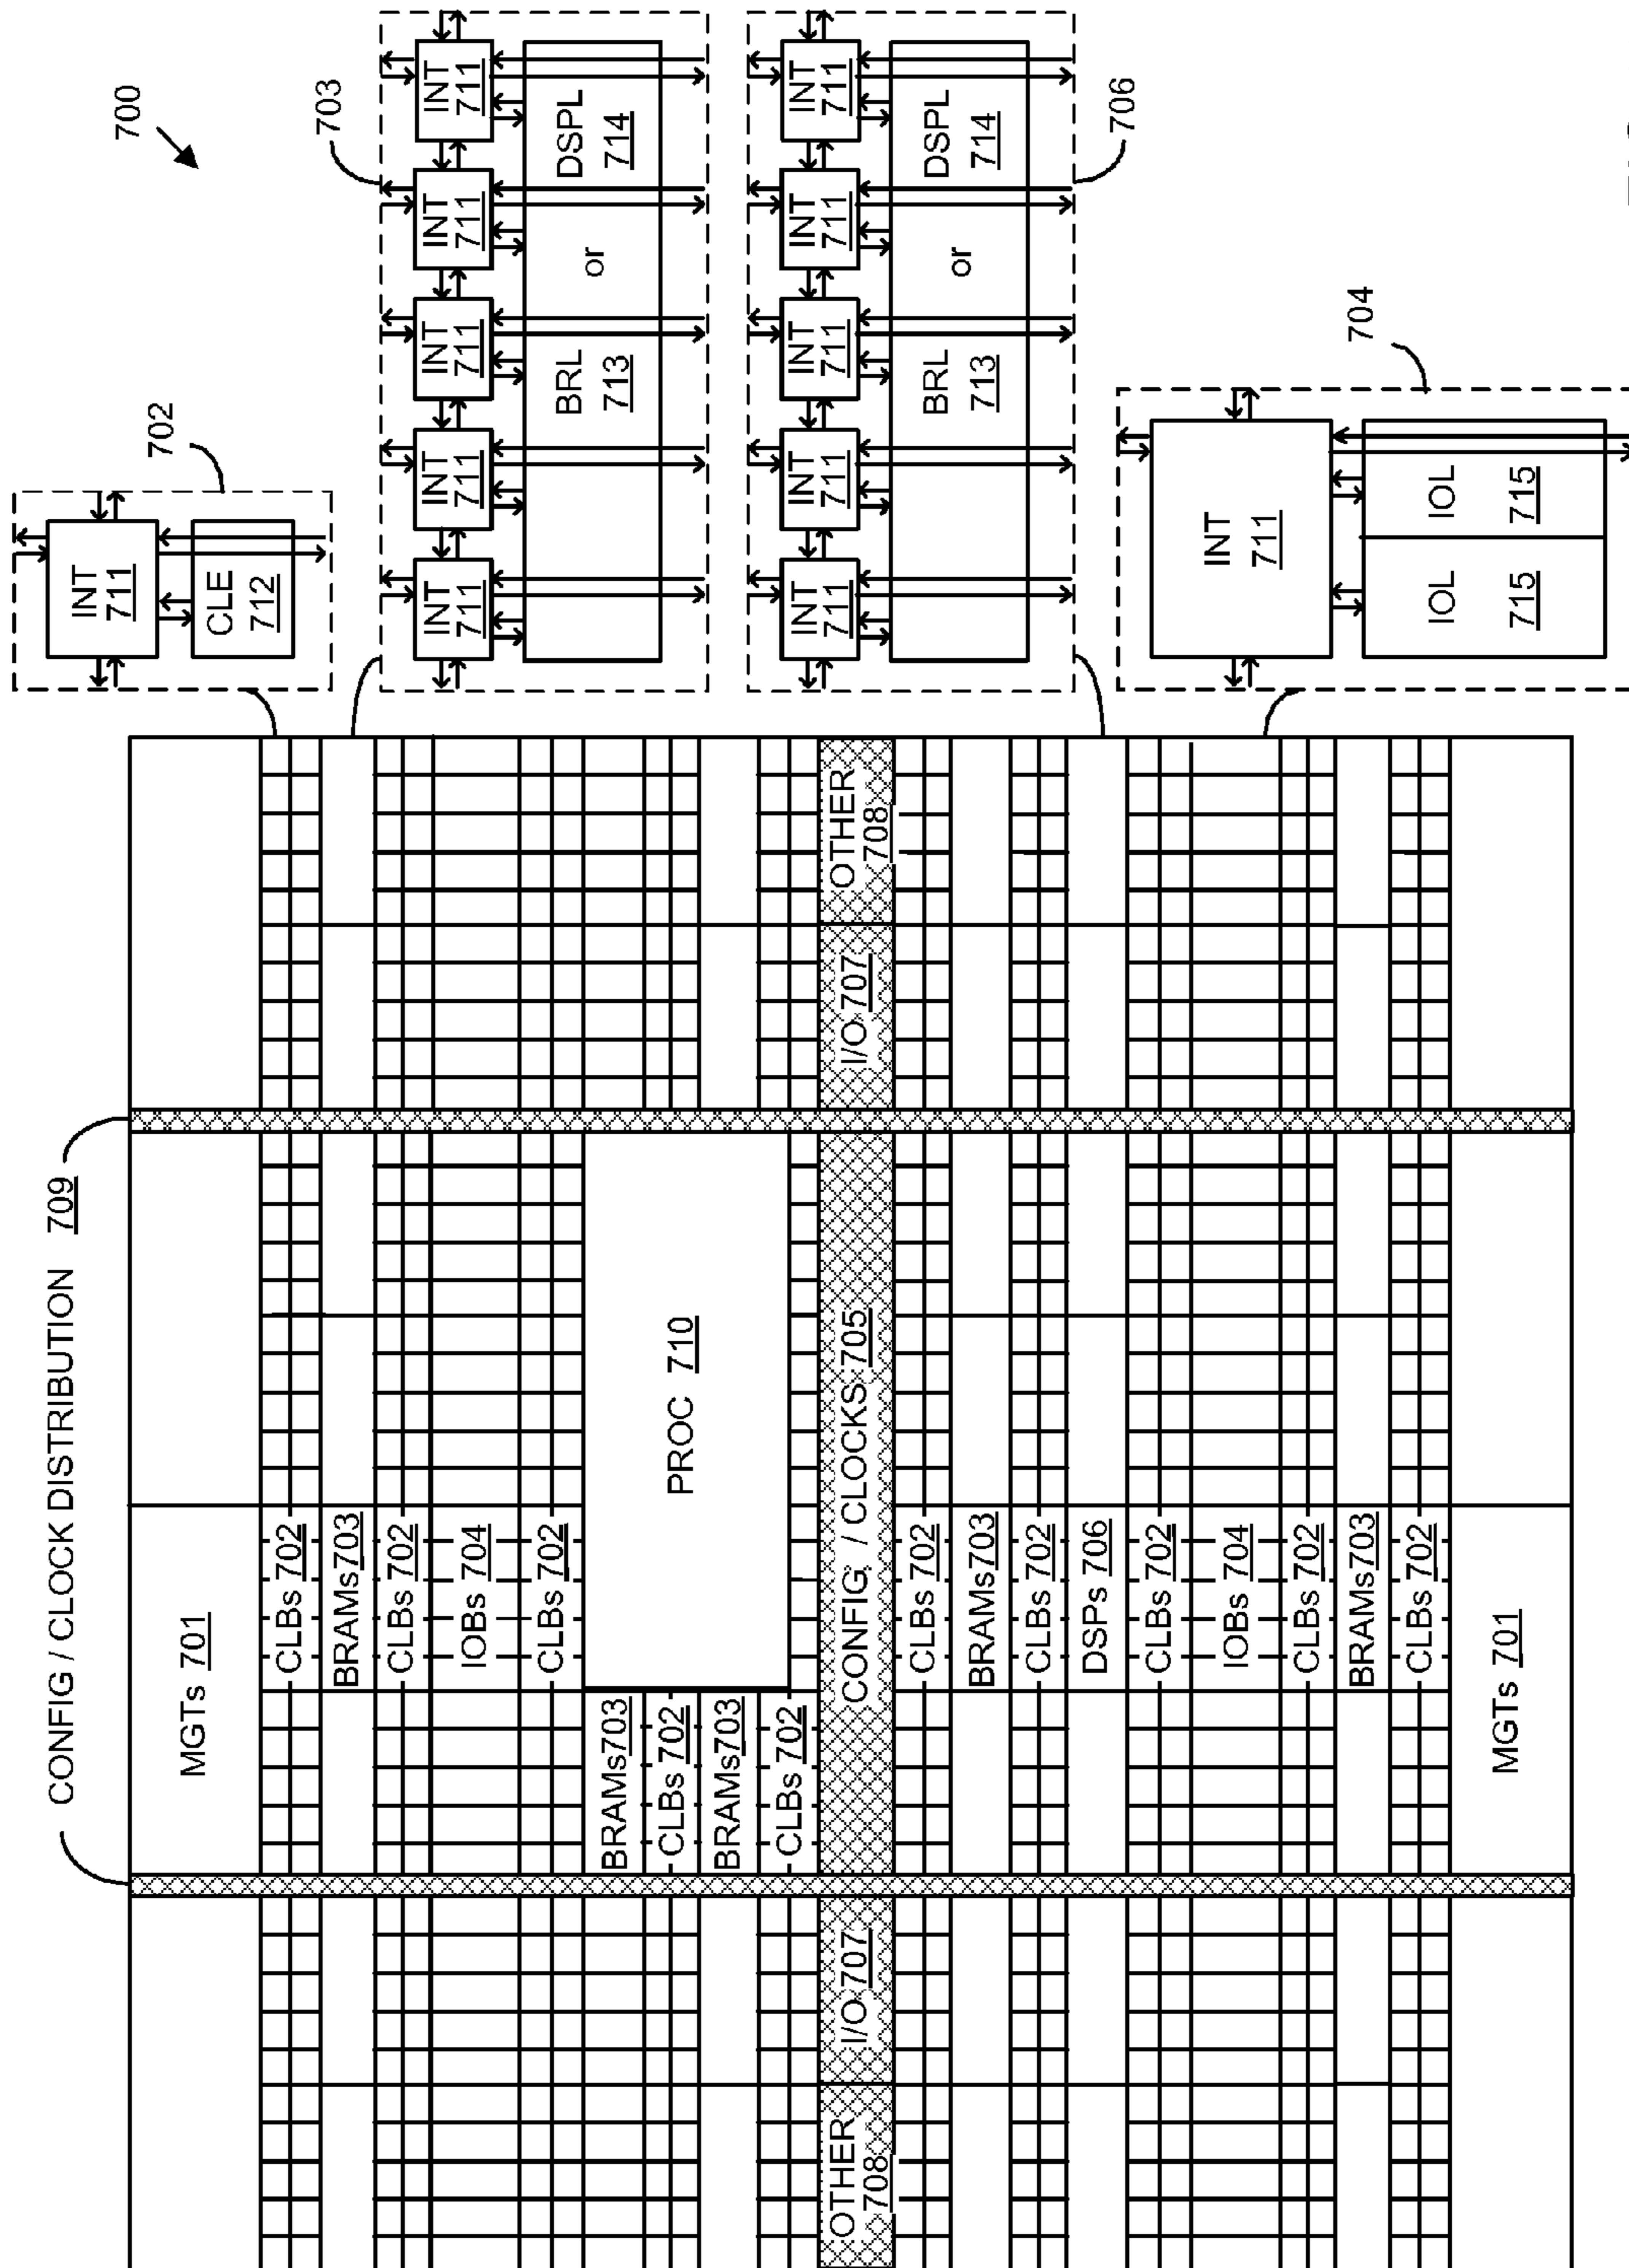 CONFIG / CLOCK DISTRIBUTION 709
MGTs 701
CLBs 702
BRAMs 703
CLBs 702
IOBs 704
CLBs 702
BRAMs 703
CLBs 702
BRAMs 703
CLBs 702
PROC 710
OTHER
708
I/O 707
CONFIG / CLOCKS 705
I/O 707
OTHER
708
CLBs 702
BRAMs 703
CLBs 702
DSPs 706
CLBs 702
IOBs 704
CLBs 702
BRAMs 703
CLBs 702
MGTs 701
700
702
INT
711
CLE
712
703
INT INT INT INT INT
711 711 711 711 711
BRL or DSPL
713 714
INT INT INT INT INT
711 711 711 711 711
BRL or DSPL
713 714
706
704
INT
711
IOL IOL
715 715